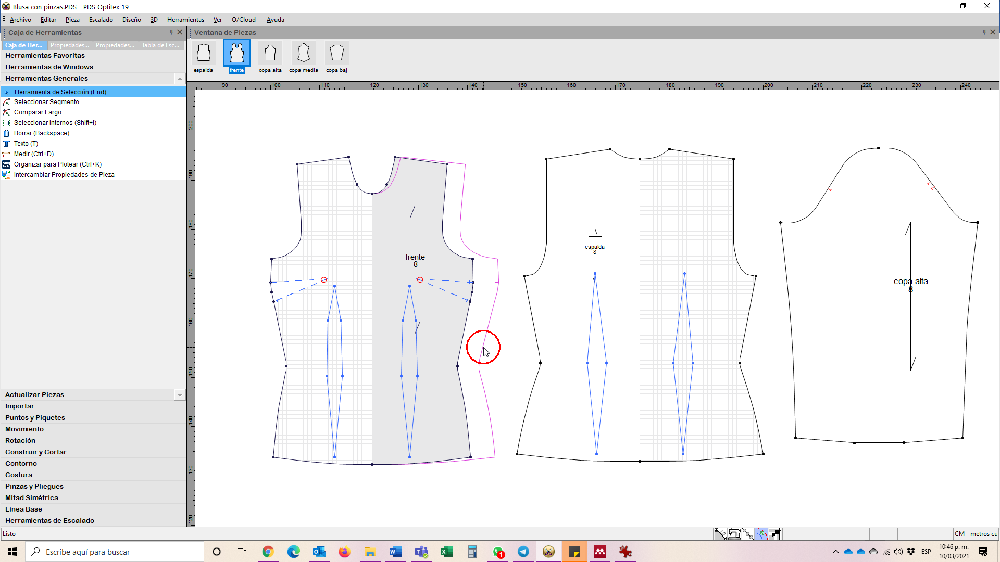 Blusa con pinzas.PDS - PDS Optitex 19
Archivo Editar Pieza Escalado Diseño 3D Herramientas Ver O/Cloud Ayuda
Caja de Herramientas
Ventana de Piezas
Caja de Her... Propiedades... Propiedades... Tabla de Esc...
Herramientas Favoritas
Herramientas de Windows
Herramientas Generales
Herramienta de Selección (End)
Seleccionar Segmento
Comparar Largo
Seleccionar Internos (Shift+I)
Borrar (Backspace)
Texto (T)
Medir (Ctrl+D)
Organizar para Plotear (Ctrl+K)
Intercambiar Propiedades de Pieza
Actualizar Piezas
Importar
Puntos y Piquetes
Movimiento
Rotación
Construir y Cortar
Contorno
Costura
Pinzas y Pliegues
Mitad Simétrica
Línea Base
Herramientas de Escalado
espalda frente copa alta copa media copa baj
90 100 110 120 130 140 150 160 170 180 190 200 210 220 230 240
200
190
180
170
160
150
140
130
120
frente
8
espalda
8
copa alta
8
Listo
CM - metros cu
Escribe aquí para buscar
1
ESP
10:46 p. m.
10/03/2021